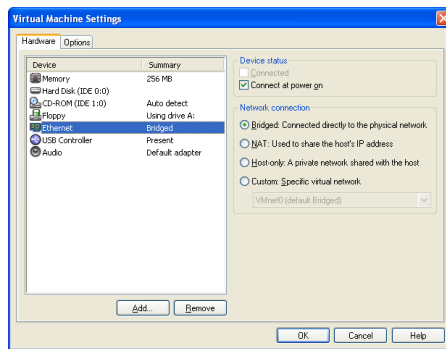 Virtual Machine Settings
Hardware Options
Device Summary
Memory 256 MB
Hard Disk (IDE 0:0)
CD-ROM (IDE 1:0) Auto detect
Floppy Using drive A:
Ethernet Bridged
USB Controller Present
Audio Default adapter
Add... Remove
Device status
Connected
Connect at power on
Network connection
Bridged: Connected directly to the physical network
NAT: Used to share the host's IP address
Host-only: A private network shared with the host
Custom: Specific virtual network
VMnet0 (default Bridged)
OK Cancel Help